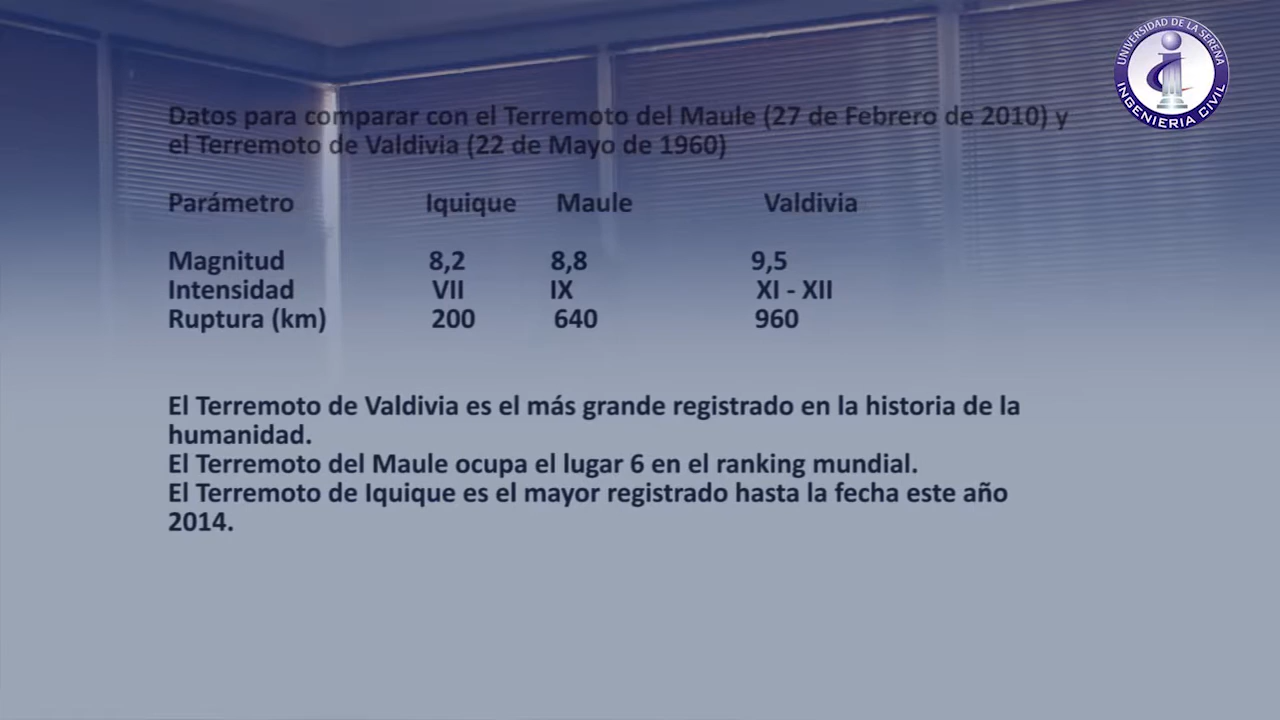 UNIVERSIDAD DE LA SERENA
INGENIERIA CIVIL
Datos para comparar con el Terremoto del Maule (27 de Febrero de 2010) y
el Terremoto de Valdivia (22 de Mayo de 1960)
Parámetro Iquique Maule Valdivia
Magnitud 8,2 8,8 9,5
Intensidad VII IX XI - XII
Ruptura (km) 200 640 960
El Terremoto de Valdivia es el más grande registrado en la historia de la
humanidad.
El Terremoto del Maule ocupa el lugar 6 en el ranking mundial.
El Terremoto de Iquique es el mayor registrado hasta la fecha este año
2014.